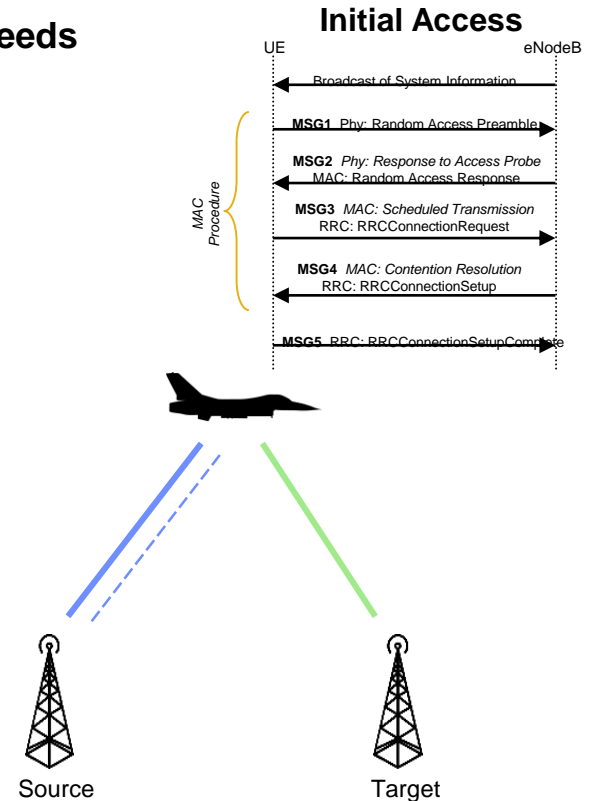 eeds
Initial Access
UE
eNodeB
Broadcast of System Information
MSG1 Phy: Random Access Preamble
MSG2 Phy: Response to Access Probe
MAC: Random Access Response
MSG3 MAC: Scheduled Transmission
RRC: RRCConnectionRequest
MSG4 MAC: Contention Resolution
RRC: RRCConnectionSetup
MSG5 RRC: RRCConnectionSetupComplete
MAC
Procedure
Source
Target